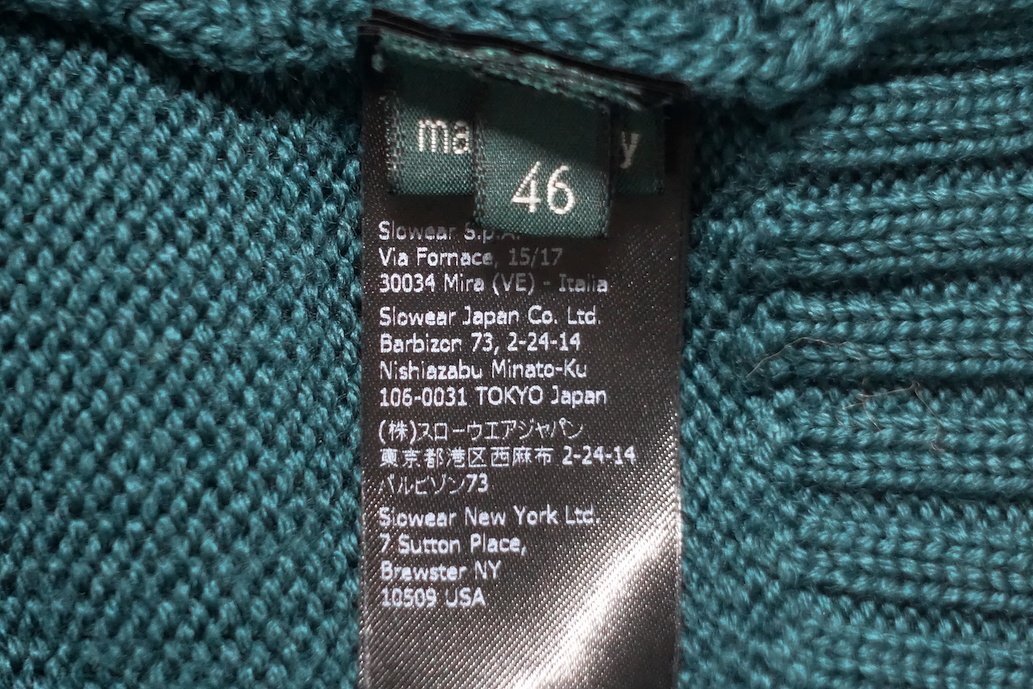 ma y
46
Slowear S.p.A.
Via Fornace, 15/17
30034 Mira (VE) - Italia
Slowear Japan Co. Ltd.
Barbizon 73, 2-24-14
Nishiazabu Minato-Ku
106-0031 TOKYO Japan
(株)スローウエアジャパン
東京都港区西麻布 2-24-14
バルビゾン73
Slowear New York Ltd.
7 Sutton Place,
Brewster NY
10509 USA